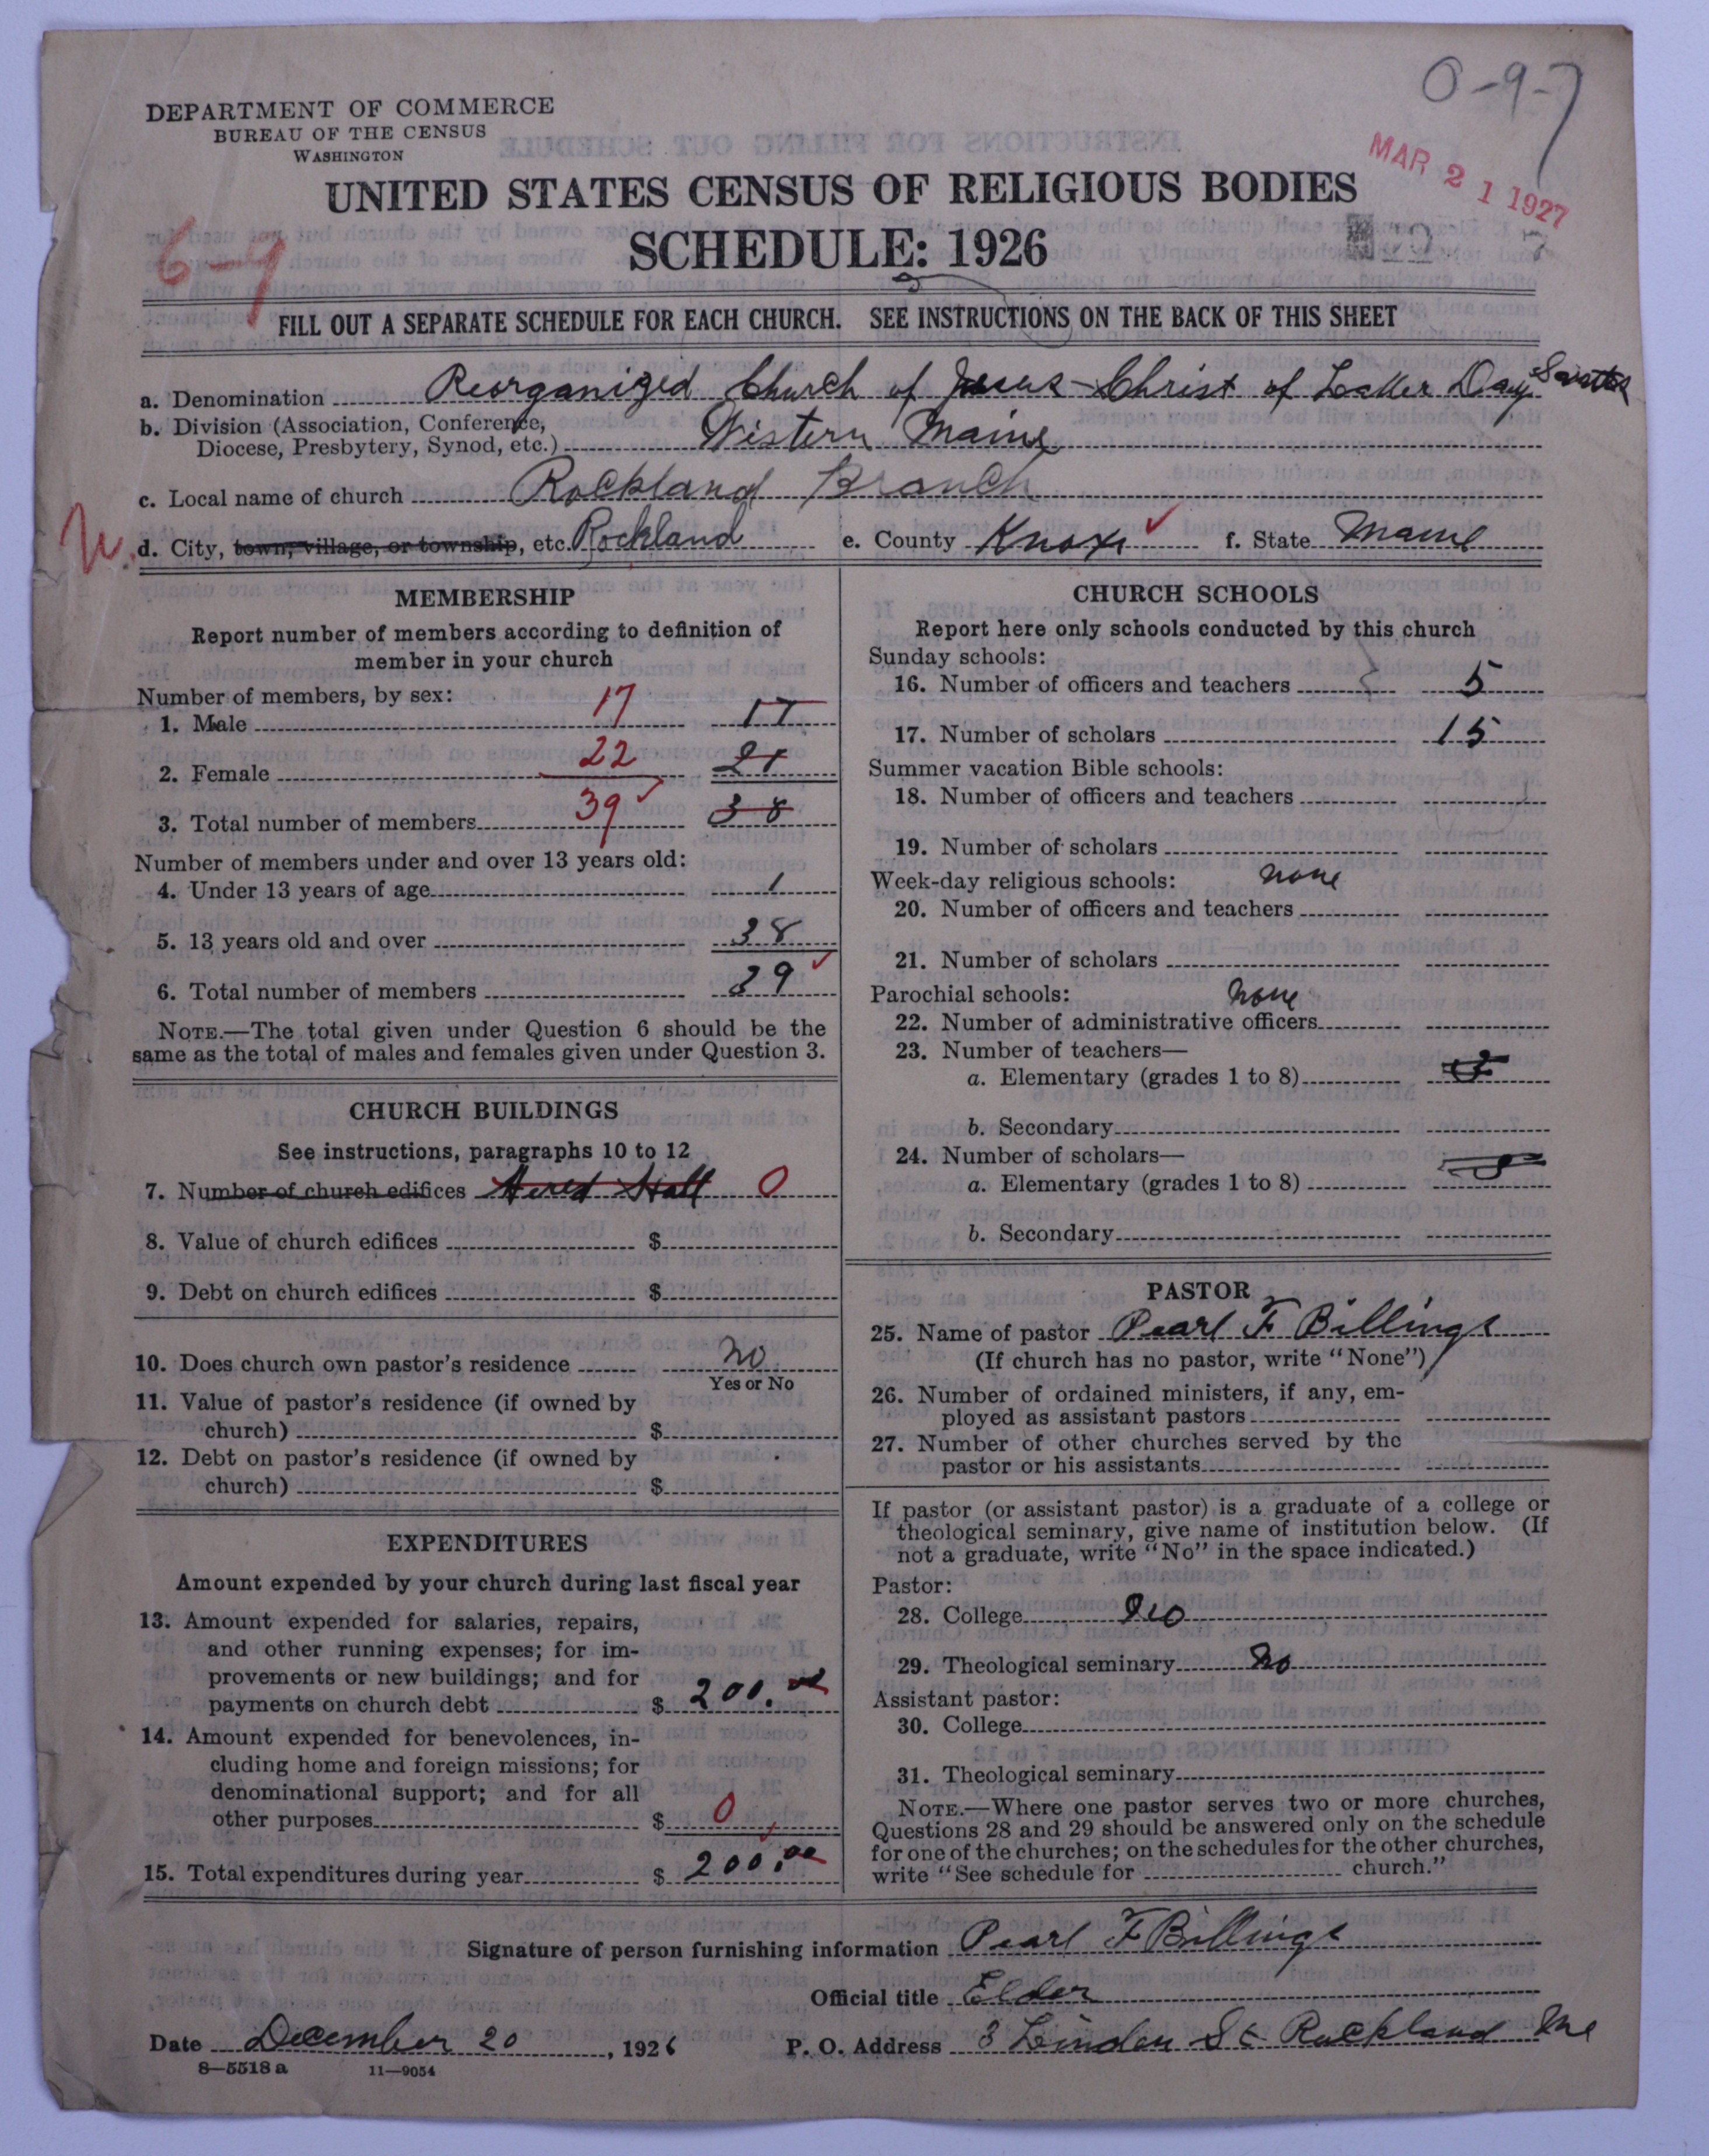 0-9-7
DEPARTMENT OF COMMERCE
BUREAU OF THE CENSUS
WASHINGTON
MAR 21 1927
UNITED STATES CENSUS OF RELIGIOUS BODIES
SCHEDULE: 1926
6-9
FILL OUT A SEPARATE SCHEDULE FOR EACH CHURCH. SEE INSTRUCTIONS ON THE BACK OF THIS SHEET
a. Denomination Reorganized Church of Jesus Christ of Latter Day Saints
b. Division (Association, Conference,
Diocese, Presbytery, Synod, etc.) Western Maine
c. Local name of church Rockland Branch
d. City, town, village, or township, etc. Rockland e. County Knox f. State Maine
MEMBERSHIP
Report number of members according to definition of
member in your church
Number of members, by sex:
1. Male 17 17
2. Female 22 21
3. Total number of members 39 38
Number of members under and over 13 years old:
4. Under 13 years of age 1
5. 13 years old and over 38
6. Total number of members 39
NOTE.—The total given under Question 6 should be the
same as the total of males and females given under Question 3.
CHURCH BUILDINGS
See instructions, paragraphs 10 to 12
7. Number of church edifices Hired Hall 0
8. Value of church edifices $
9. Debt on church edifices $
10. Does church own pastor's residence No
Yes or No
11. Value of pastor's residence (if owned by
church) $
12. Debt on pastor's residence (if owned by
church) $
EXPENDITURES
Amount expended by your church during last fiscal year
13. Amount expended for salaries, repairs,
and other running expenses; for im-
provements or new buildings; and for
payments on church debt $ 200.00
14. Amount expended for benevolences, in-
cluding home and foreign missions; for
denominational support; and for all
other purposes $ 0
15. Total expenditures during year $ 200.00
CHURCH SCHOOLS
Report here only schools conducted by this church
Sunday schools:
16. Number of officers and teachers 5
17. Number of scholars 15
Summer vacation Bible schools:
18. Number of officers and teachers
19. Number of scholars
Week-day religious schools: none
20. Number of officers and teachers
21. Number of scholars
Parochial schools: none
22. Number of administrative officers
23. Number of teachers—
a. Elementary (grades 1 to 8)
b. Secondary
24. Number of scholars—
a. Elementary (grades 1 to 8)
b. Secondary
PASTOR
25. Name of pastor Pearl F Billings
(If church has no pastor, write "None")
26. Number of ordained ministers, if any, em-
ployed as assistant pastors
27. Number of other churches served by the
pastor or his assistants
If pastor (or assistant pastor) is a graduate of a college or
theological seminary, give name of institution below. (If
not a graduate, write "No" in the space indicated.)
Pastor:
28. College No
29. Theological seminary No
Assistant pastor:
30. College
31. Theological seminary
NOTE.—Where one pastor serves two or more churches,
Questions 28 and 29 should be answered only on the schedule
for one of the churches; on the schedules for the other churches,
write "See schedule for church."
Signature of person furnishing information Pearl F Billings
Official title Elder
Date December 20, 1926 P. O. Address 3 Linden St Rockland Me
8—5518 a 11—9054